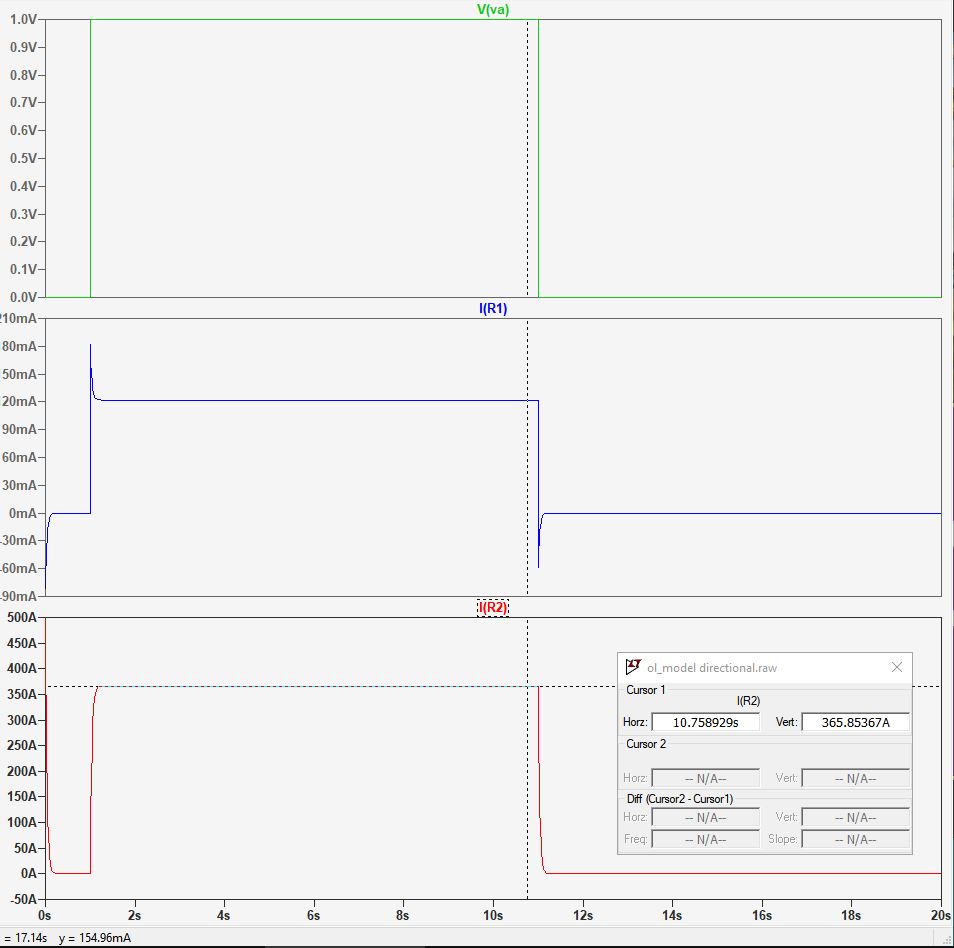 V(va)
1.0V
0.9V
0.8V
0.7V
0.6V
0.5V
0.4V
0.3V
0.2V
0.1V
0.0V
I(R1)
210mA
80mA
50mA
20mA
90mA
60mA
30mA
0mA
-30mA
-60mA
-90mA
I(R2)
500A
450A
400A
350A
300A
250A
200A
150A
100A
50A
0A
-50A
0s 2s 4s 6s 8s 10s 12s 14s 16s 18s 20s
ol_model directional.raw
Cursor 1
I(R2)
Horz: 10.758929s Vert: 365.85367A
Cursor 2
Horz: -- N/A-- Vert: -- N/A--
Diff (Cursor2 - Cursor1)
Horz: -- N/A-- Vert: -- N/A--
Freq: -- N/A-- Slope: -- N/A--
= 17.14s y = 154.96mA